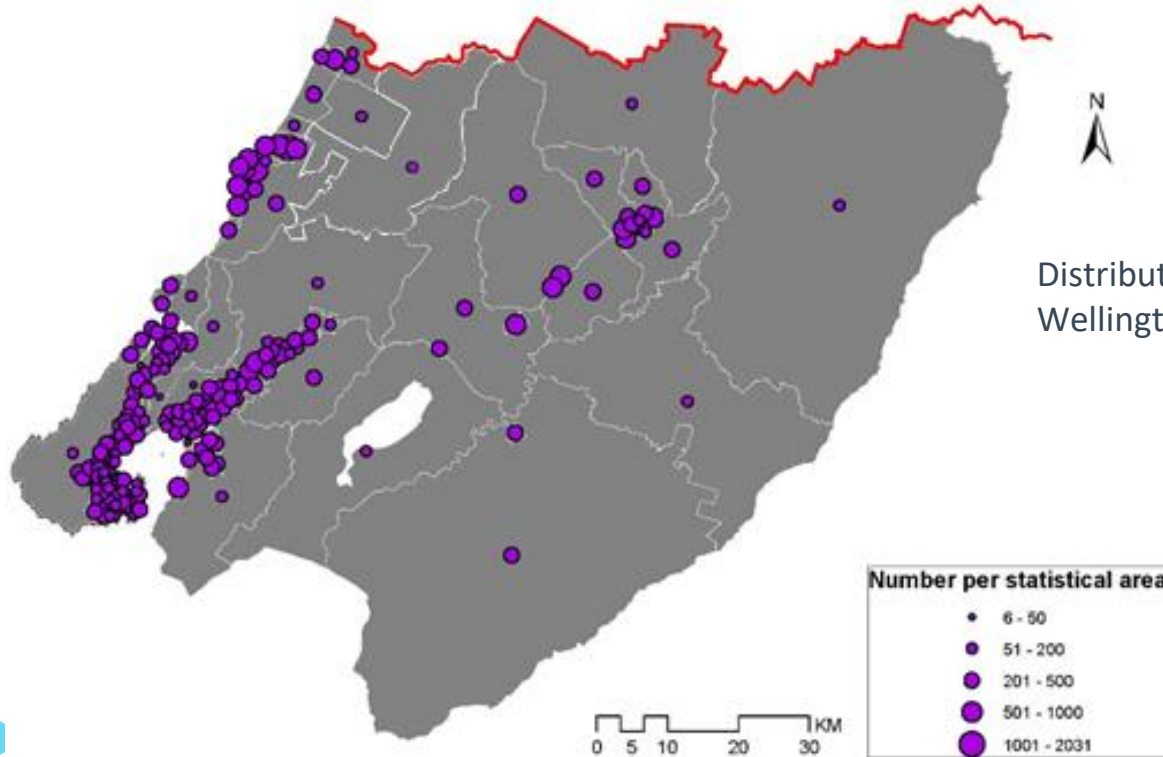 N
Distribut
Wellingt
Number per statistical area
6 - 50
51 - 200
201 - 500
501 - 1000
1001 - 2031
KM
0 5 10 20 30